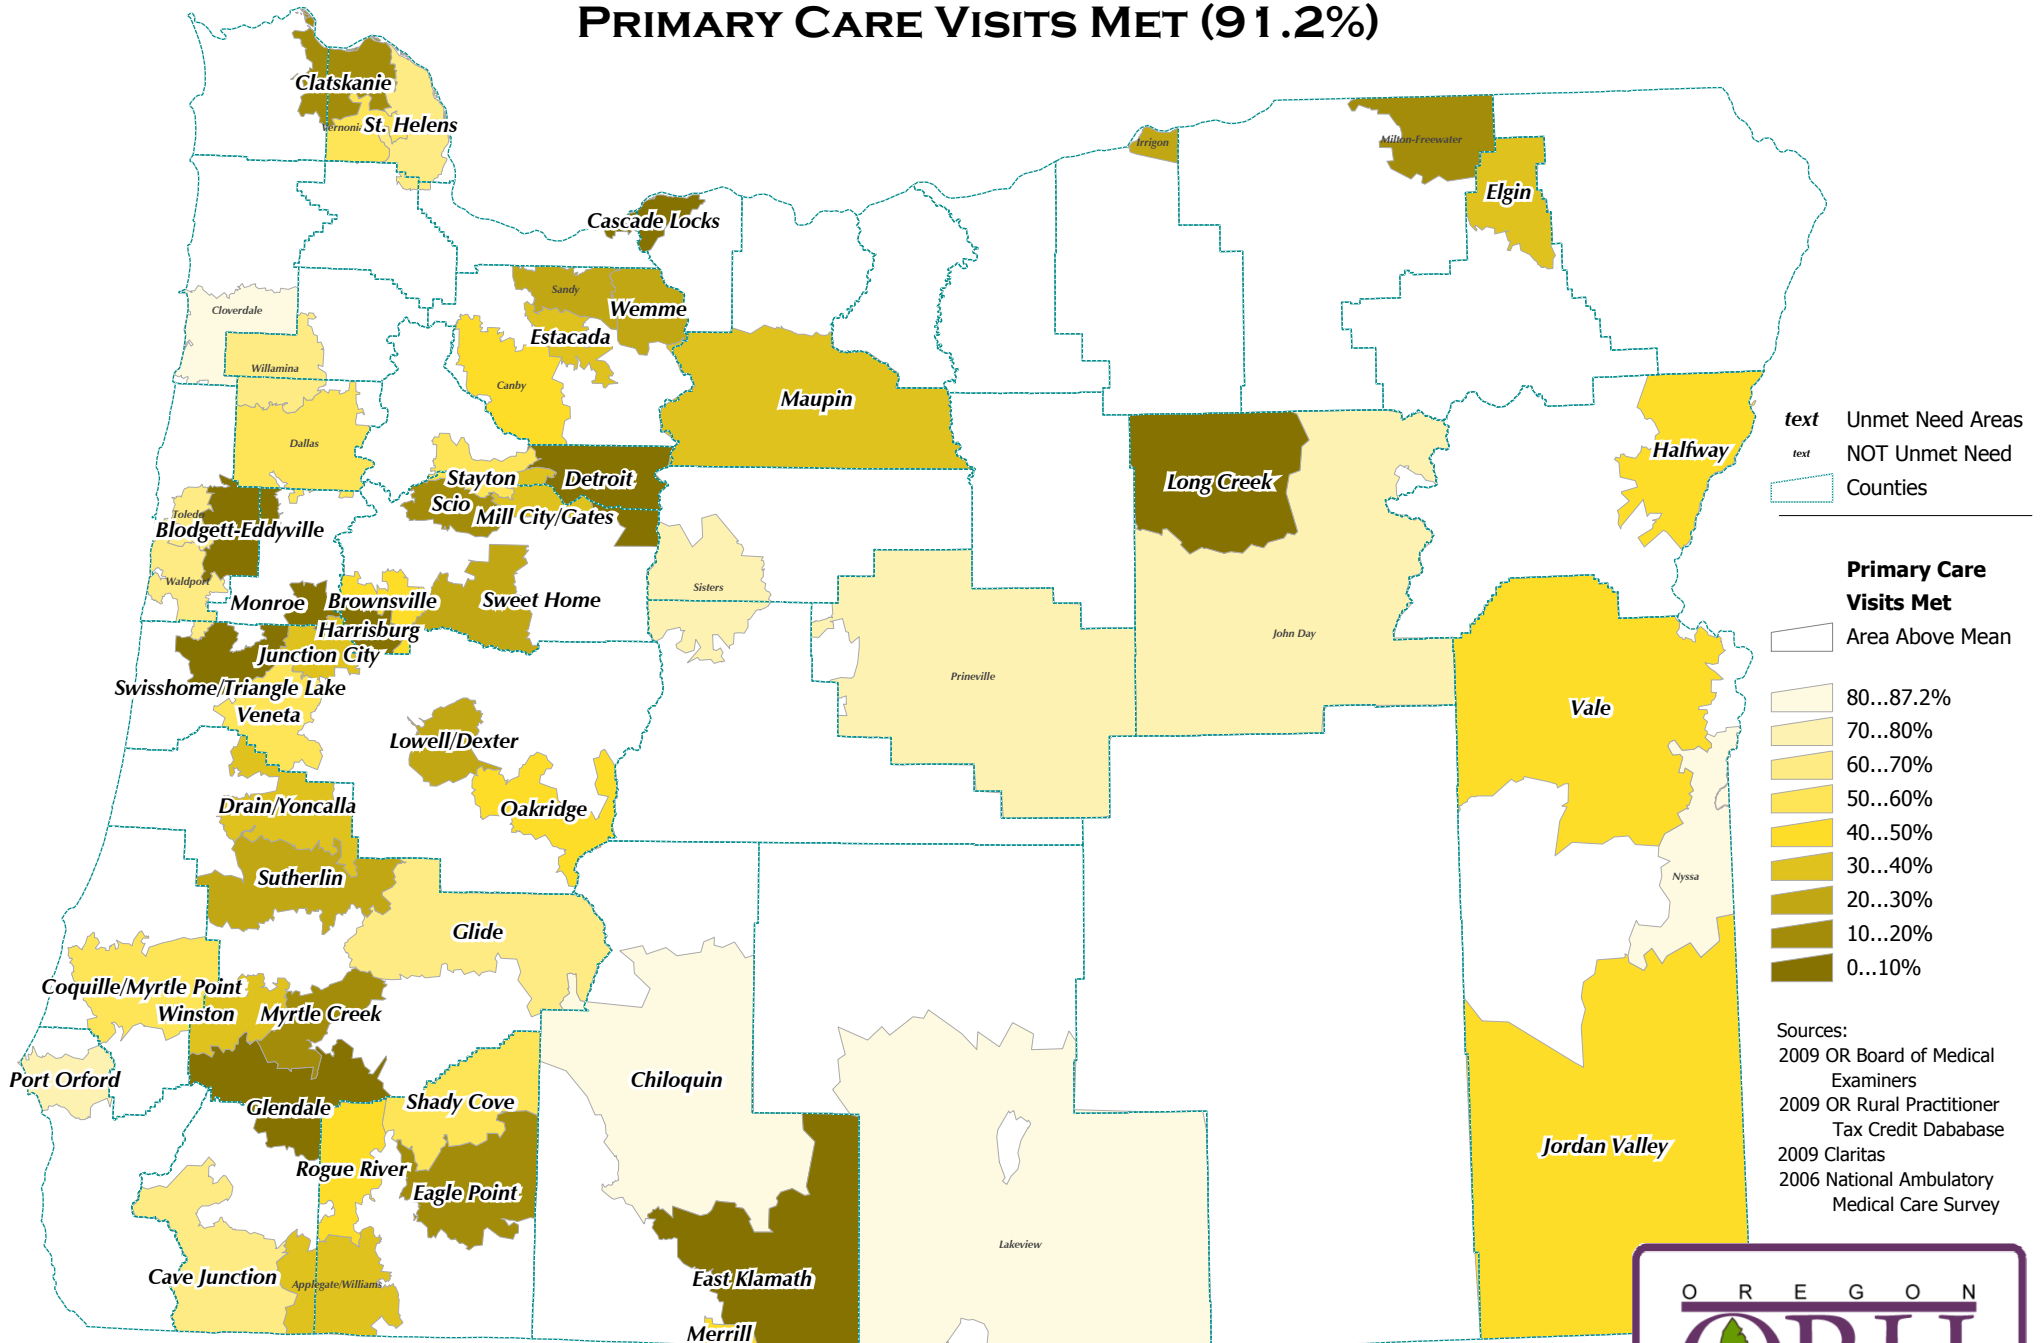 PRIMARY CARE VISITS MET (91.2%)
Clatskanie
Vernonia
St. Helens
Irrigon
Milton-Freewater
Elgin
Cascade Locks
Cloverdale
Sandy
Wemme
Estacada
Willamina
Canby
Maupin
Dallas
Halfway
Stayton
Detroit
Long Creek
Scio
Mill City/Gates
Toledo
Blodgett-Eddyville
Waldport
Sisters
Monroe
Brownsville
Sweet Home
Harrisburg
John Day
Junction City
Prineville
Swisshome/Triangle Lake
Veneta
Vale
Lowell/Dexter
Drain/Yoncalla
Oakridge
Sutherlin
Nyssa
Glide
Coquille/Myrtle Point
Winston
Myrtle Creek
Port Orford
Chiloquin
Glendale
Shady Cove
Jordan Valley
Rogue River
Eagle Point
Lakeview
Cave Junction
Applegate/Williams
East Klamath
Merrill
text Unmet Need Areas
text NOT Unmet Need
Counties
Primary Care
Visits Met
Area Above Mean
80...87.2%
70...80%
60...70%
50...60%
40...50%
30...40%
20...30%
10...20%
0...10%
Sources:
2009 OR Board of Medical
Examiners
2009 OR Rural Practitioner
Tax Credit Dababase
2009 Claritas
2006 National Ambulatory
Medical Care Survey
OREGON